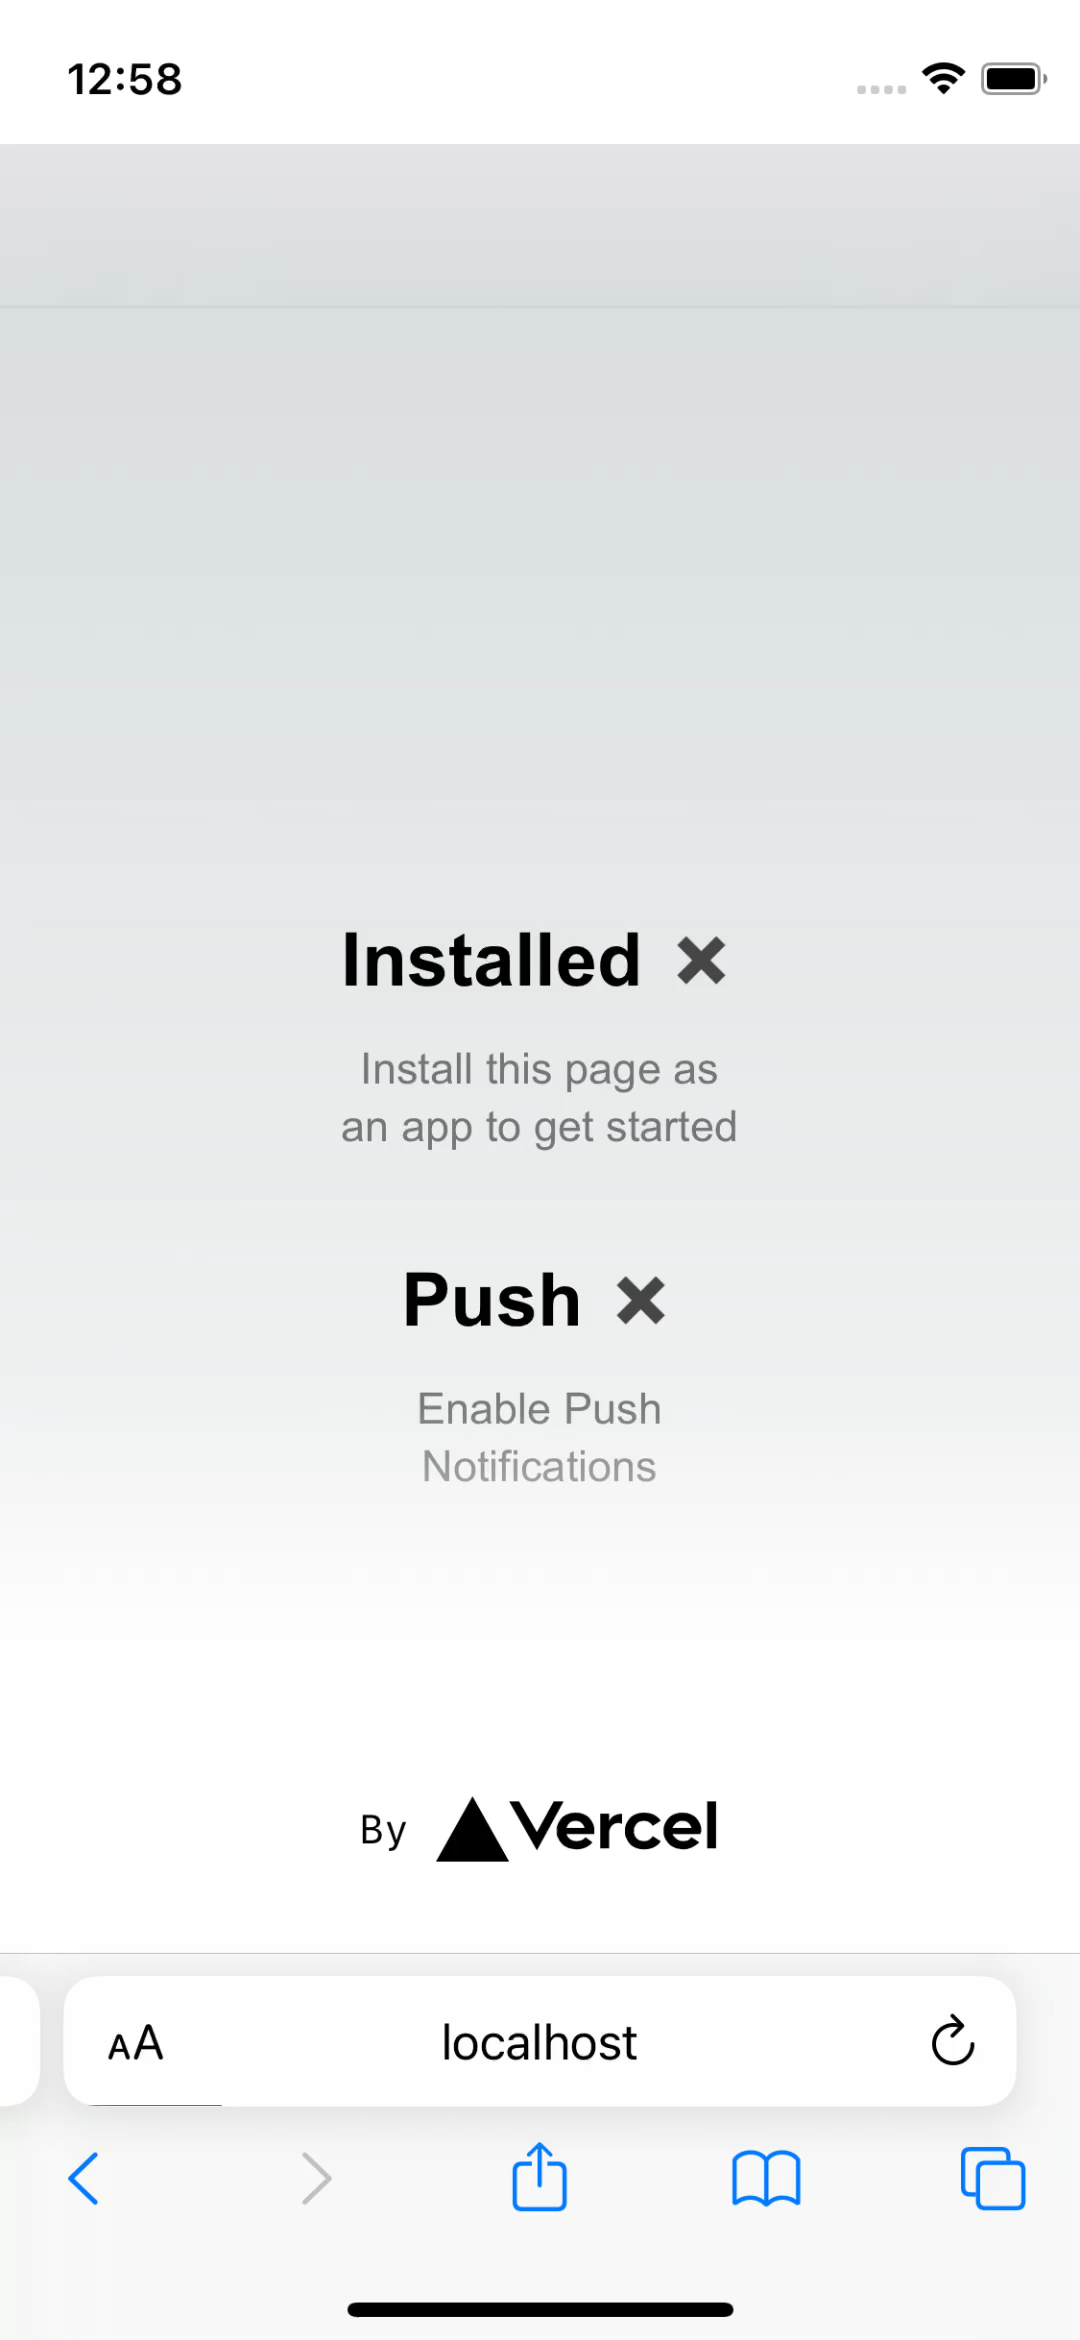 12:58
Installed ✖
Install this page as
an app to get started
Push ✖
Enable Push
Notifications
By ▲Vercel
AA localhost